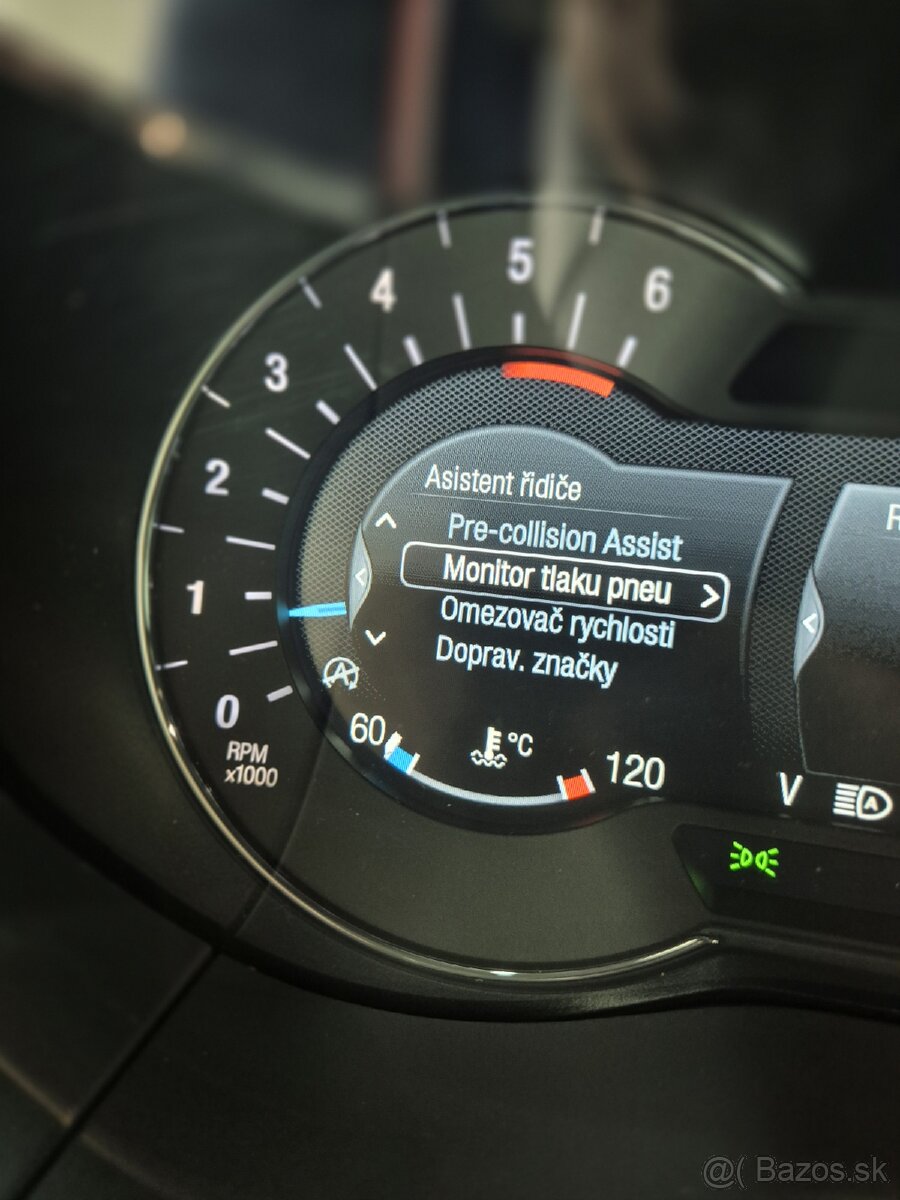 5
4
6
3
2
1
0
RPM
x1000
Asistent řidiče
Pre-collision Assist
Monitor tlaku pneu >
Omezovač rychlosti
Doprav. značky
60
°C
120
R
V
A
A
@( Bazos.sk